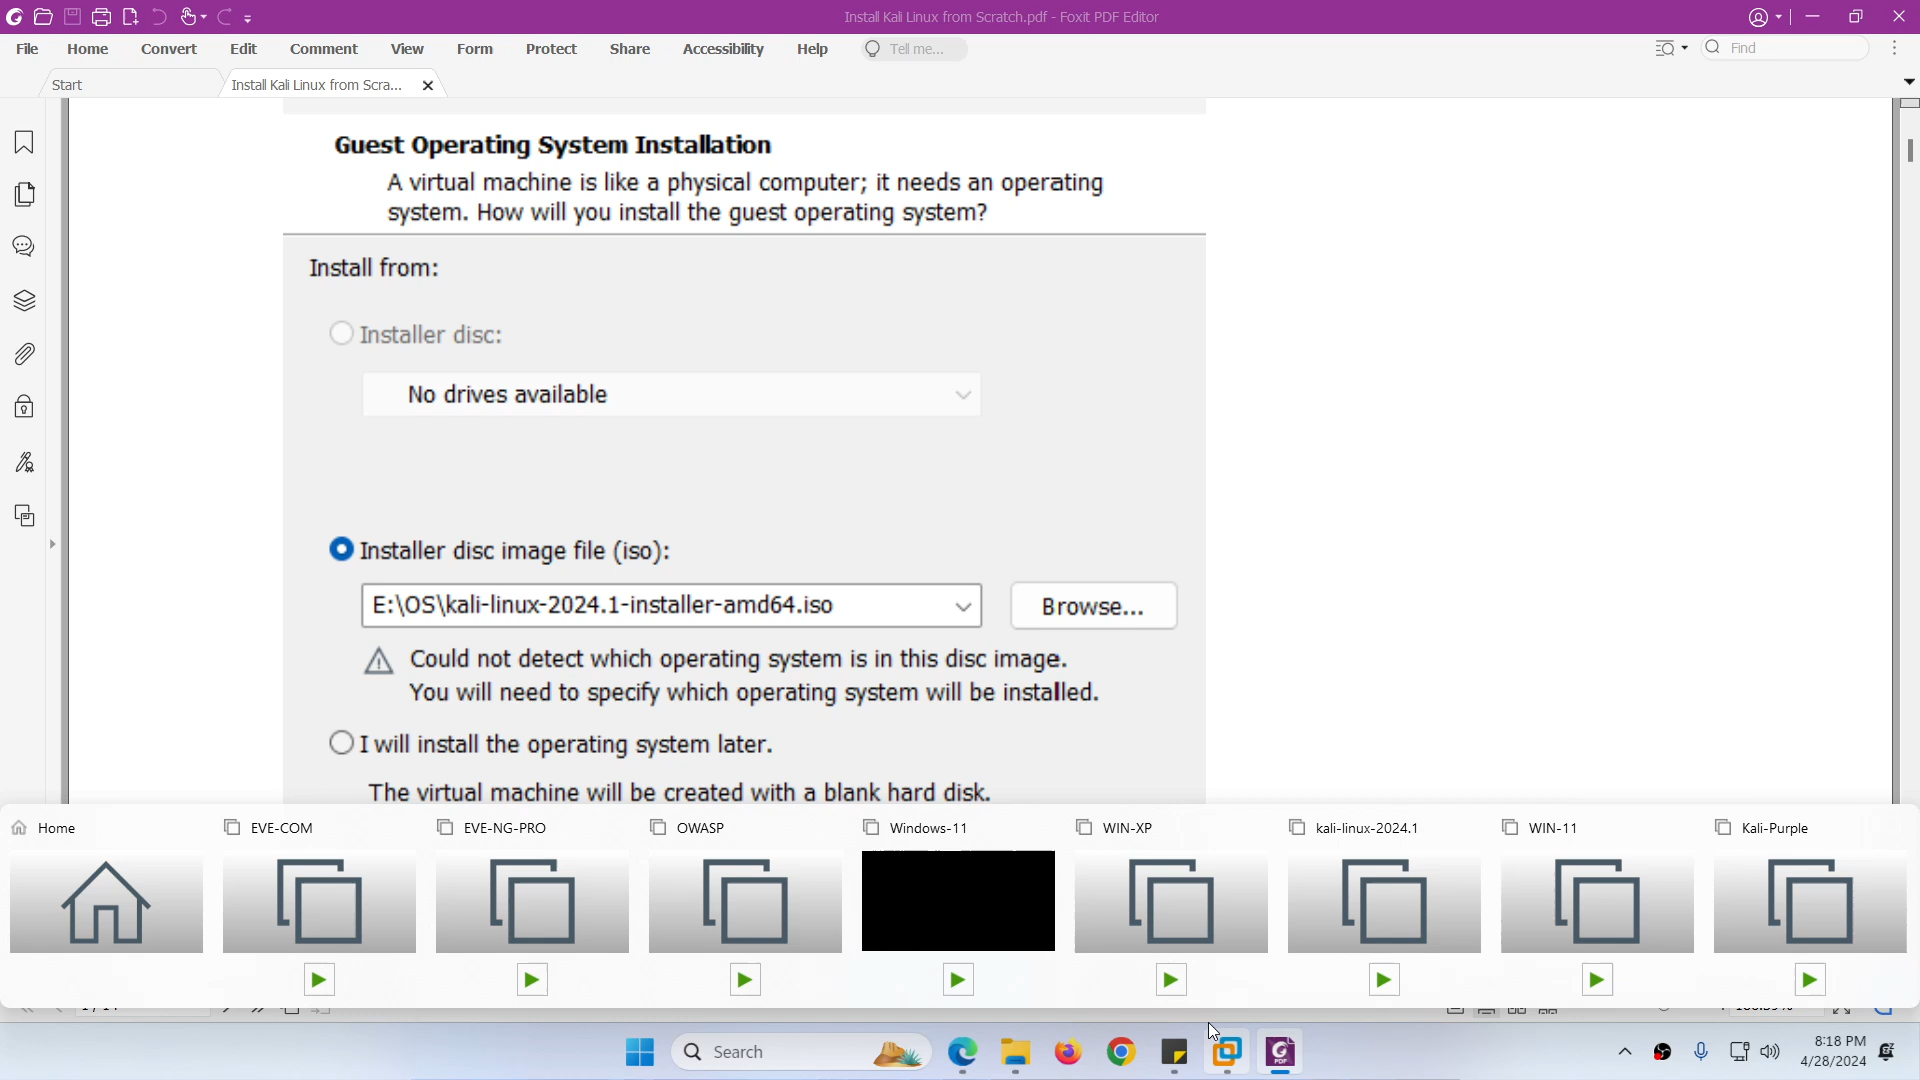 Install Kali Linux from Scratch.pdf - Foxit PDF Editor
File Home Convert Edit Comment View Form Protect Share Accessibility Help Tell me... Find
Start Install Kali Linux from Scra...
Guest Operating System Installation
A virtual machine is like a physical computer; it needs an operating
system. How will you install the guest operating system?
Install from:
Installer disc:
No drives available
Installer disc image file (iso):
E:\OS\kali-linux-2024.1-installer-amd64.iso Browse...
Could not detect which operating system is in this disc image.
You will need to specify which operating system will be installed.
I will install the operating system later.
The virtual machine will be created with a blank hard disk.
Home EVE-COM EVE-NG-PRO OWASP Windows-11 WIN-XP kali-linux-2024.1 WIN-11 Kali-Purple
Search
PDF
8:18 PM
4/28/2024